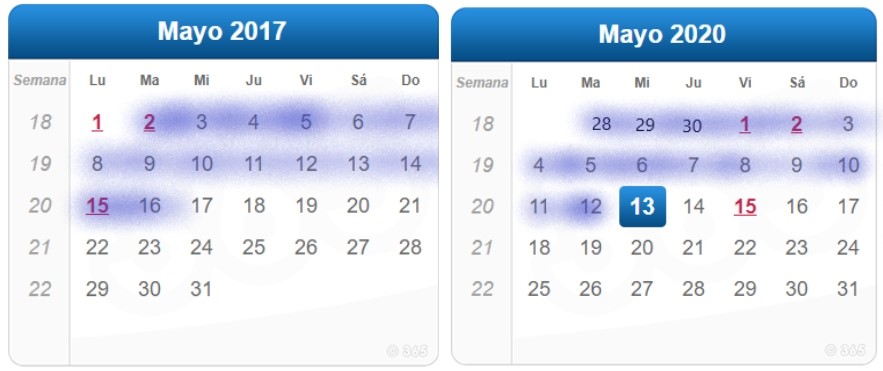 Mayo 2017
Semana Lu Ma Mi Ju Vi Sá Do
18 1 2 3 4 5 6 7
19 8 9 10 11 12 13 14
20 15 16 17 18 19 20 21
21 22 23 24 25 26 27 28
22 29 30 31
© 365
Mayo 2020
Semana Lu Ma Mi Ju Vi Sá Do
18 28 29 30 1 2 3
19 4 5 6 7 8 9 10
20 11 12 13 14 15 16 17
21 18 19 20 21 22 23 24
22 25 26 27 28 29 30 31
© 365